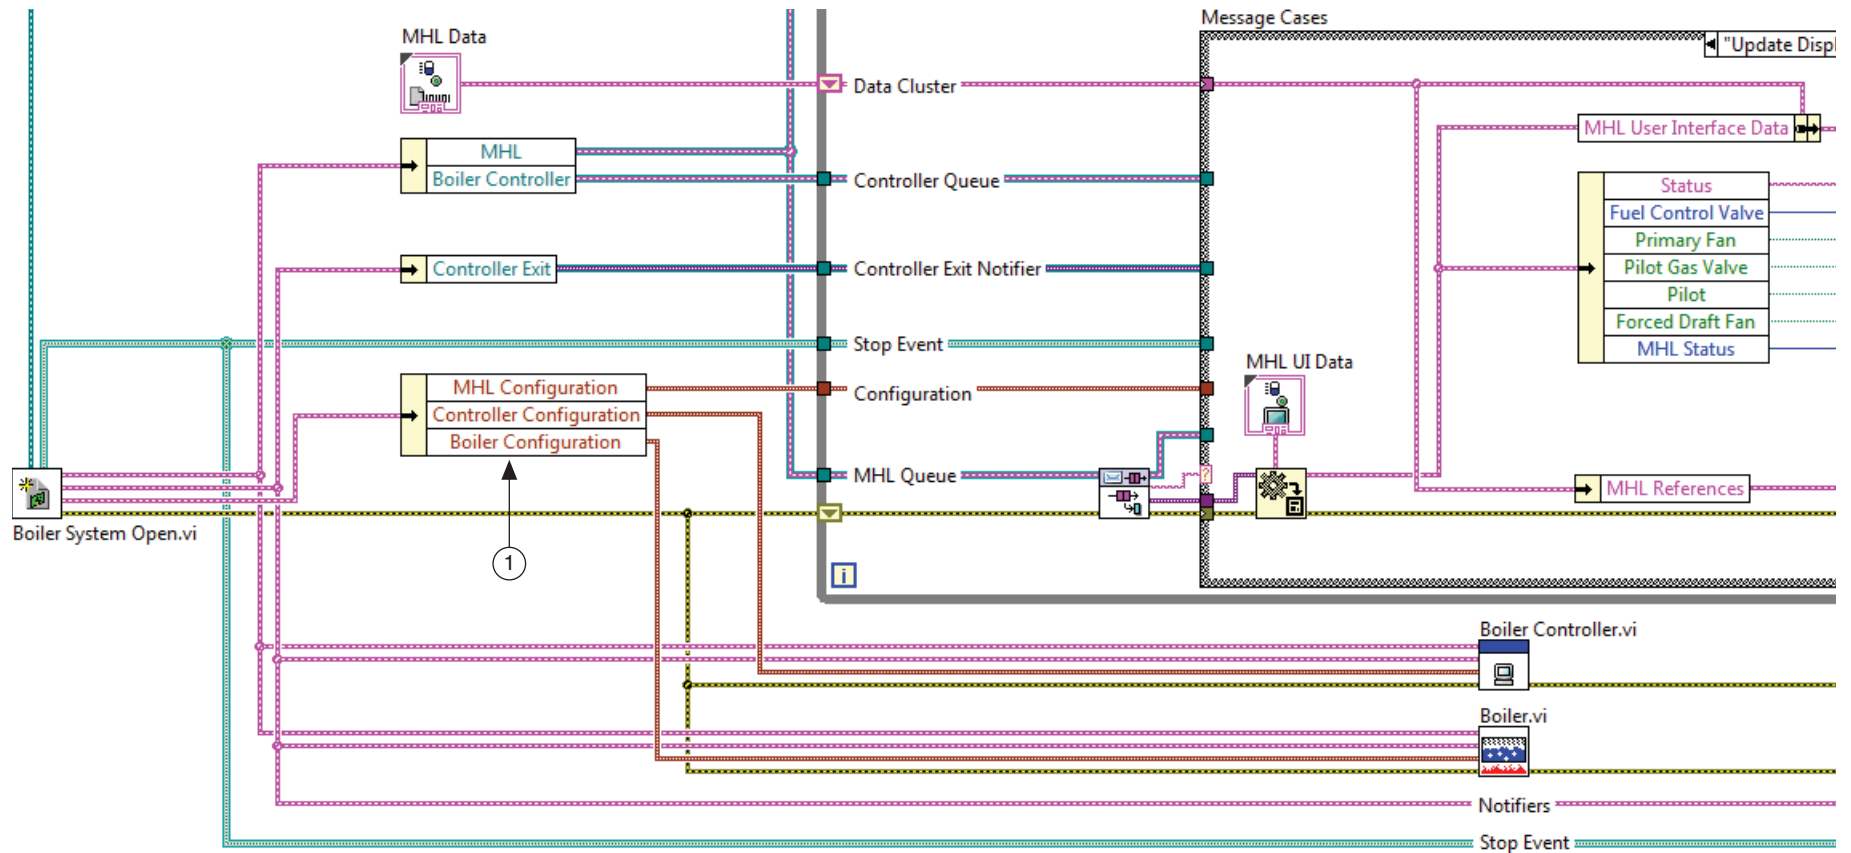 Message Cases
"Update Displ
MHL Data
Data Cluster
MHL User Interface Data
MHL
Boiler Controller
Controller Queue
Status
Fuel Control Valve
Primary Fan
Pilot Gas Valve
Pilot
Forced Draft Fan
MHL Status
Controller Exit
Controller Exit Notifier
Stop Event
MHL UI Data
MHL Configuration
Controller Configuration
Boiler Configuration
Configuration
MHL Queue
?
MHL References
Boiler System Open.vi
1
i
Boiler Controller.vi
Boiler.vi
Notifiers
Stop Event